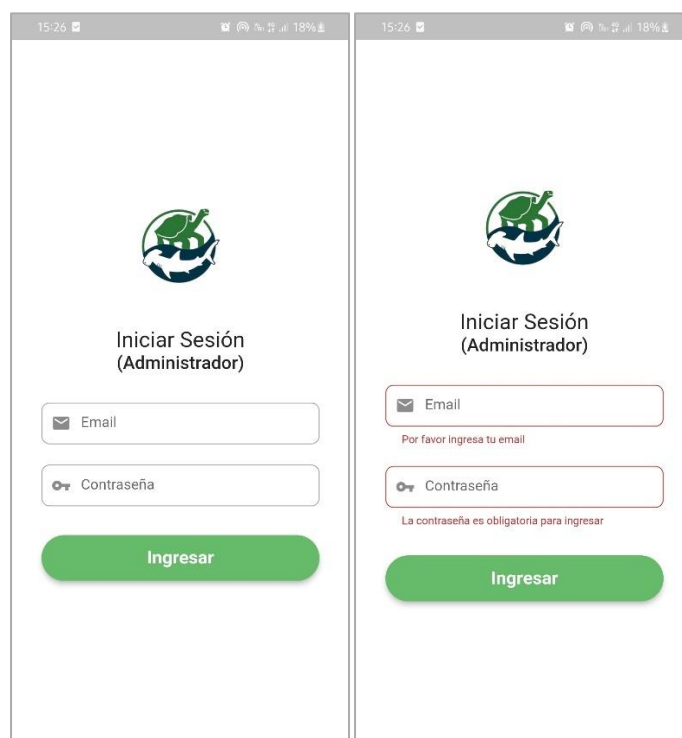 15:26
18%
Iniciar Sesión
(Administrador)
Email
Contraseña
Ingresar
15:26
18%
Iniciar Sesión
(Administrador)
Email
Por favor ingresa tu email
Contraseña
La contraseña es obligatoria para ingresar
Ingresar